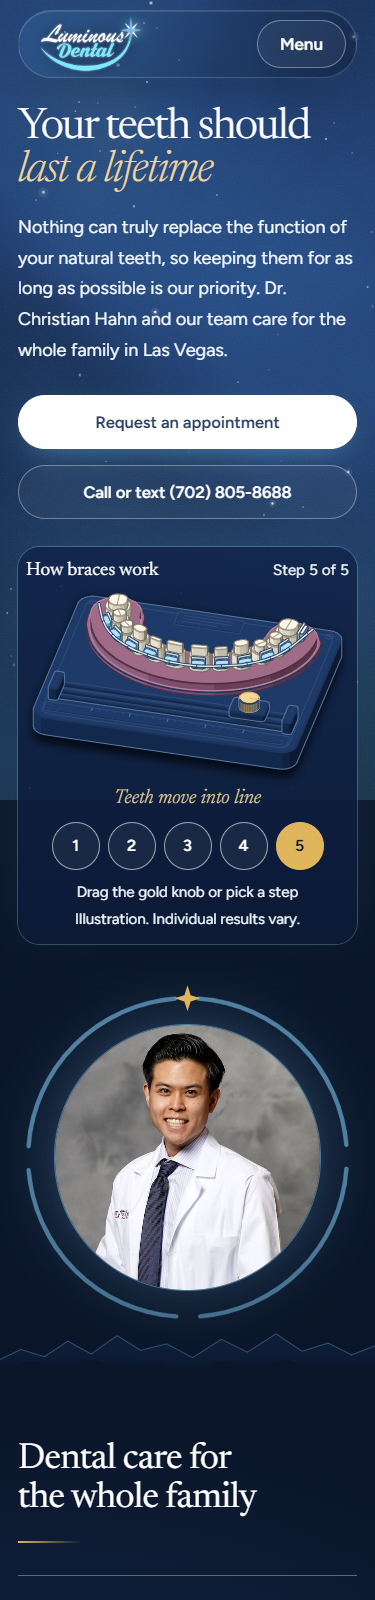 Luminous
Dental
Menu
Your teeth should
last a lifetime
Nothing can truly replace the function of
your natural teeth, so keeping them for as
long as possible is our priority. Dr.
Christian Hahn and our team care for the
whole family in Las Vegas.
Request an appointment
Call or text (702) 805-8688
How braces work
Step 5 of 5
Teeth move into line
1
2
3
4
5
Drag the gold knob or pick a step
Illustration. Individual results vary.
Dental care for
the whole family